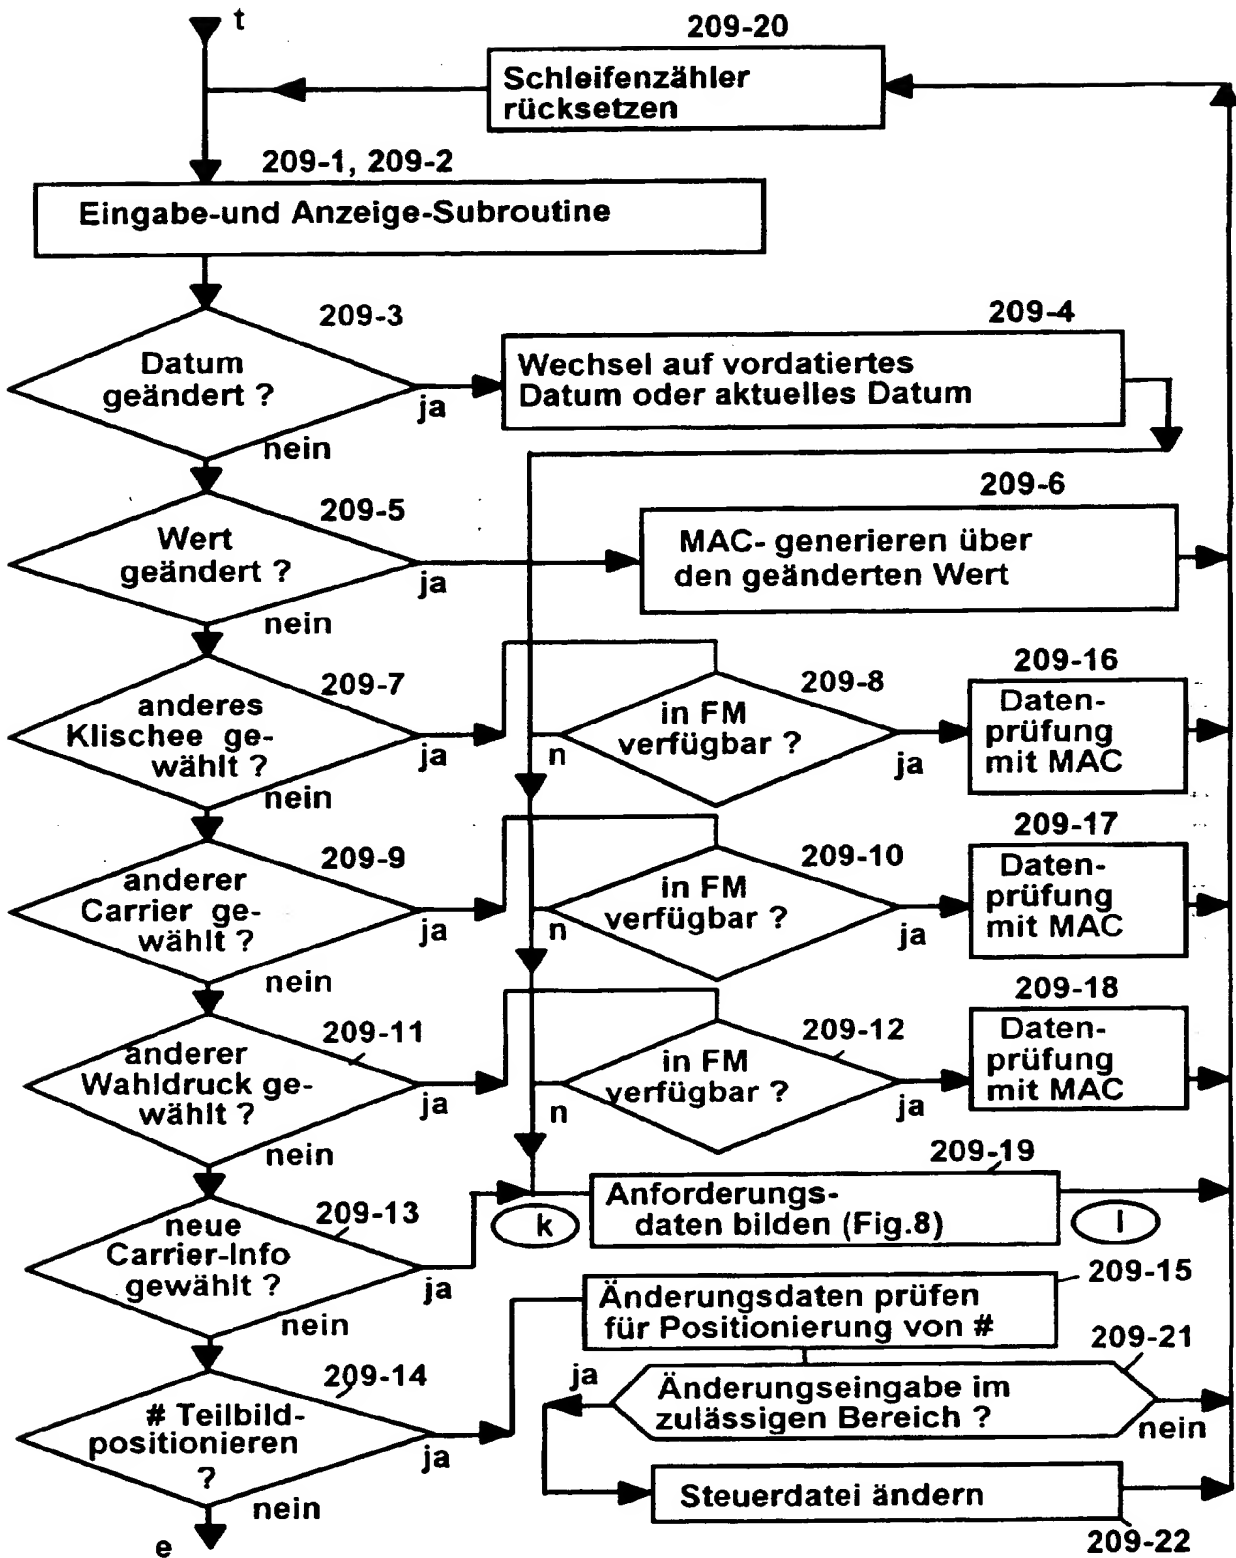 t
209-20
Schleifenzähler
rücksetzen
209-1, 209-2
Eingabe-und Anzeige-Subroutine
209-3
Datum
geändert ?
ja
nein
209-4
Wechsel auf vordatiertes
Datum oder aktuelles Datum
209-5
Wert
geändert ?
ja
nein
209-6
MAC- generieren über
den geänderten Wert
209-7
anderes
Klischee ge-
wählt ?
ja
nein
209-8
in FM
verfügbar ?
n
ja
209-16
Daten-
prüfung
mit MAC
209-9
anderer
Carrier ge-
wählt ?
ja
nein
209-10
in FM
verfügbar ?
n
ja
209-17
Daten-
prüfung
mit MAC
209-11
anderer
Wahldruck ge-
wählt ?
ja
nein
209-12
in FM
verfügbar ?
n
ja
209-18
Daten-
prüfung
mit MAC
209-13
neue
Carrier-Info
gewählt ?
ja
nein
k
209-19
Anforderungs-
daten bilden (Fig.8)
l
209-14
# Teilbild-
positionieren
?
ja
nein
209-15
Änderungsdaten prüfen
für Positionierung von #
209-21
Änderungseingabe im
zulässigen Bereich ?
ja
nein
Steuerdatei ändern
209-22
e